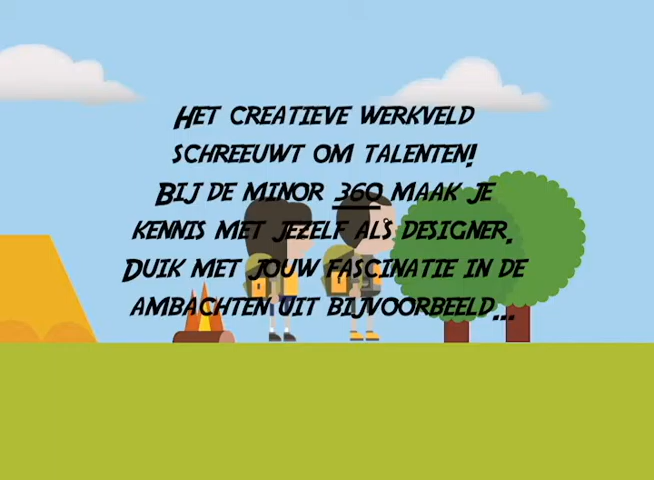 Het creatieve werkveld
schreeuwt om talenten!
Bij de minor 360 maak je
kennis met jezelf als designer.
Duik met jouw fascinatie in de
ambachten uit bijvoorbeeld...